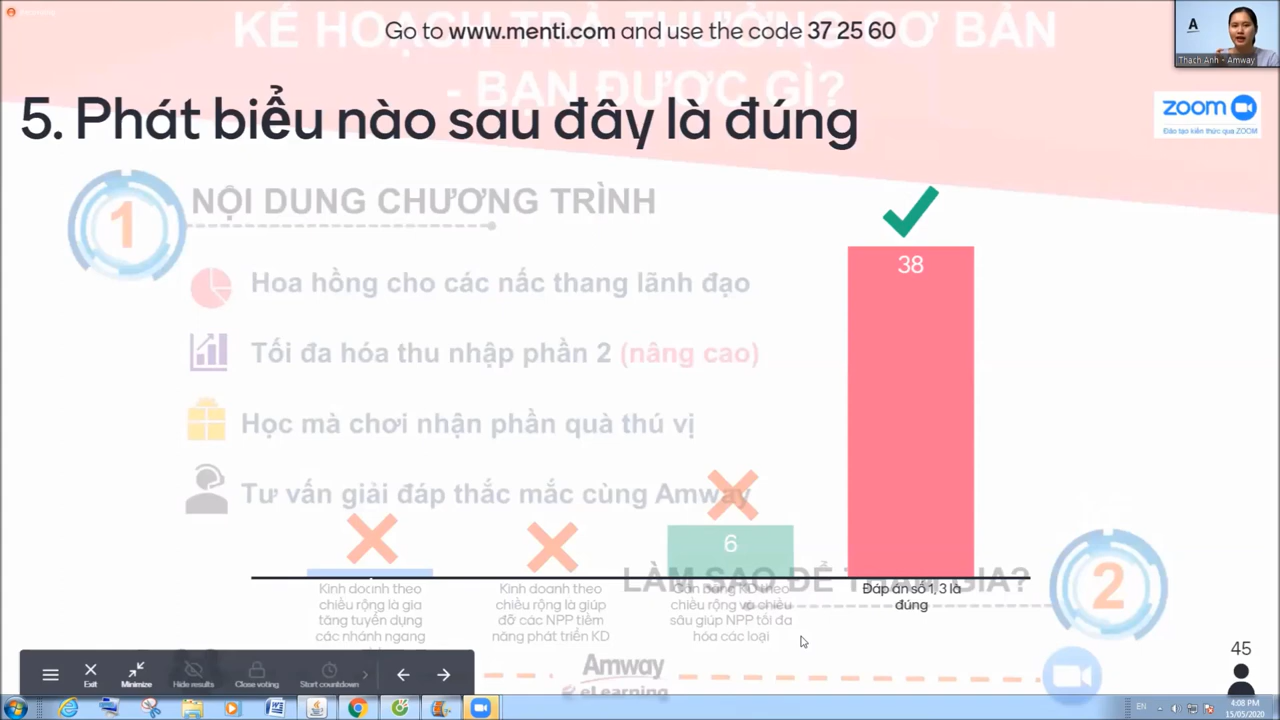 KẾ HOẠCH TRẢ THƯỞNG CƠ BẢN
Go to www.menti.com and use the code 37 25 60
- BẠN ĐƯỢC GÌ?
A
Thach Anh - Amway
5. Phát biểu nào sau đây là đúng
zoom
Đào tạo kiến thức qua ZOOM
1
NỘI DUNG CHƯƠNG TRÌNH
Hoa hồng cho các nấc thang lãnh đạo
Tối đa hóa thu nhập phần 2 (nâng cao)
Học mà chơi nhận phần quà thú vị
Tư vấn giải đáp thắc mắc cùng Amway
38
6
LÀM SAO ĐỂ THAM GIA?
2
Kinh doanh theo
chiều rộng là gia
tăng tuyển dụng
các nhánh ngang
Kinh doanh theo
chiều rộng là giúp
đỡ các NPP tiềm
năng phát triển KD
Cân bằng KD theo
chiều rộng và chiều
sâu giúp NPP tối đa
hóa các loại
Đáp án số 1, 3 là
đúng
45
Exit
Minimize
Hide results
Close voting
Start countdown
Amway
eLearning
EN
4:08 PM
15/05/2020